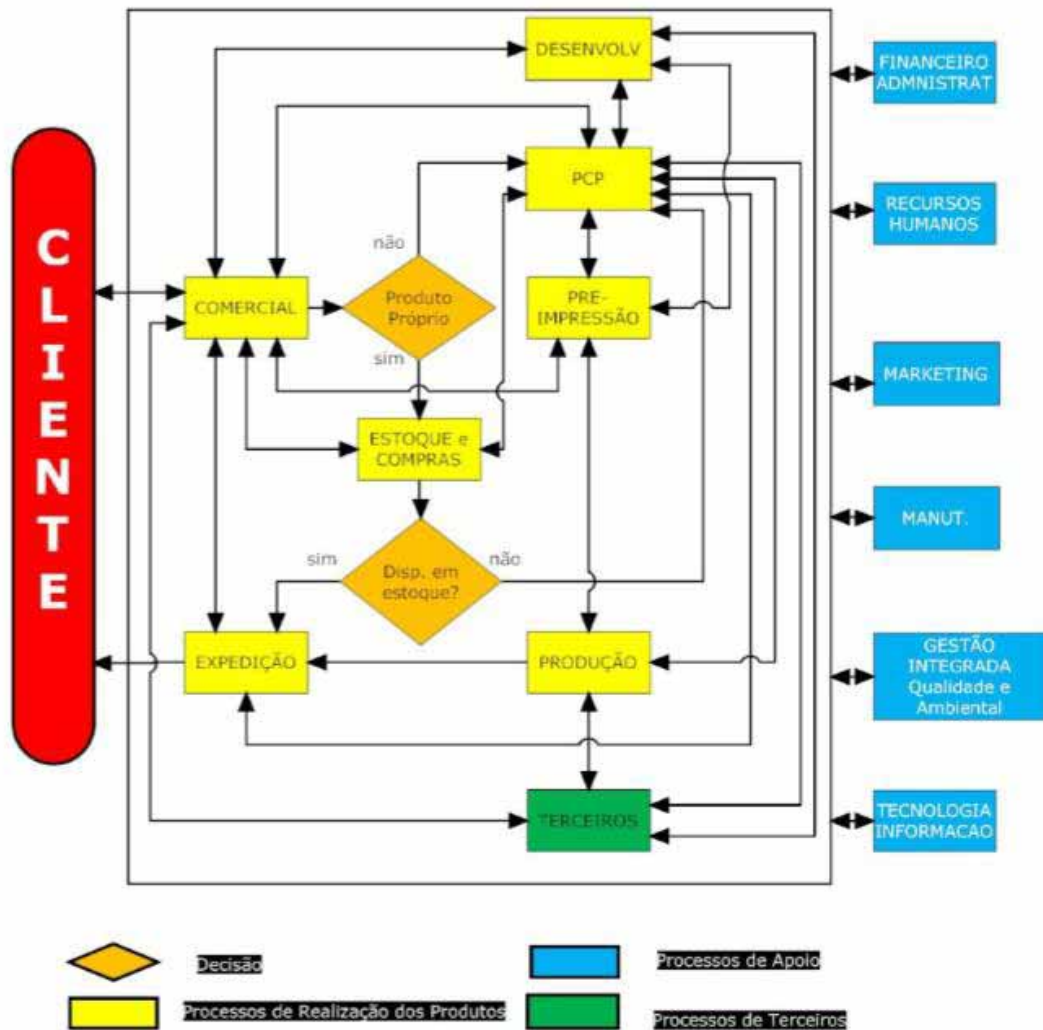 DESENVOLV
FINANCEIRO
ADMNISTRAT
PCP
RECURSOS
HUMANOS
CLIENTE
não
COMERCIAL
Produto
Próprio
PRE-
IMPRESSÃO
sim
MARKETING
ESTOQUE e
COMPRAS
MANUT.
sim
não
Disp. em
estoque?
EXPEDIÇÃO
PRODUÇÃO
GESTÃO
INTEGRADA
Qualidade e
Ambiental
TERCEIROS
TECNOLOGIA
INFORMACAO
Decisão
Processos de Apoio
Processos de Realização dos Produtos
Processos de Terceiros